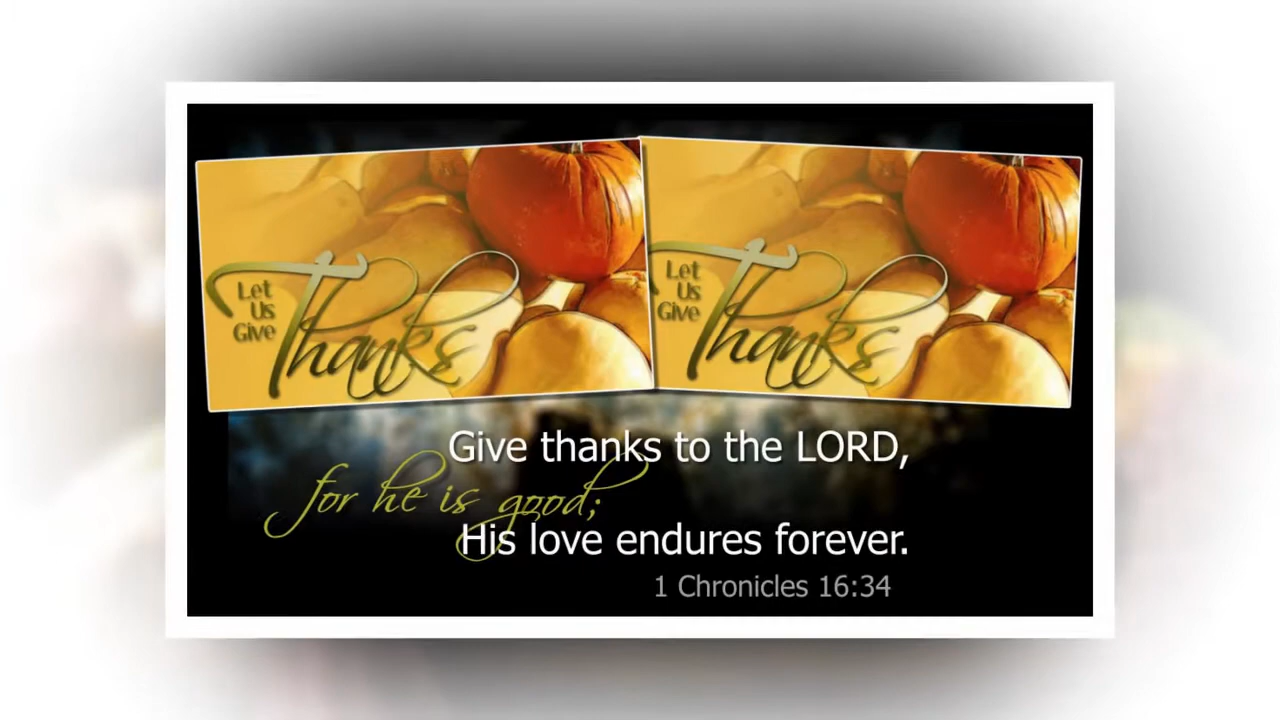 Let
Us
Give
Thanks
Let
Us
Give
Thanks
Give thanks to the LORD,
for he is good;
His love endures forever.
1 Chronicles 16:34